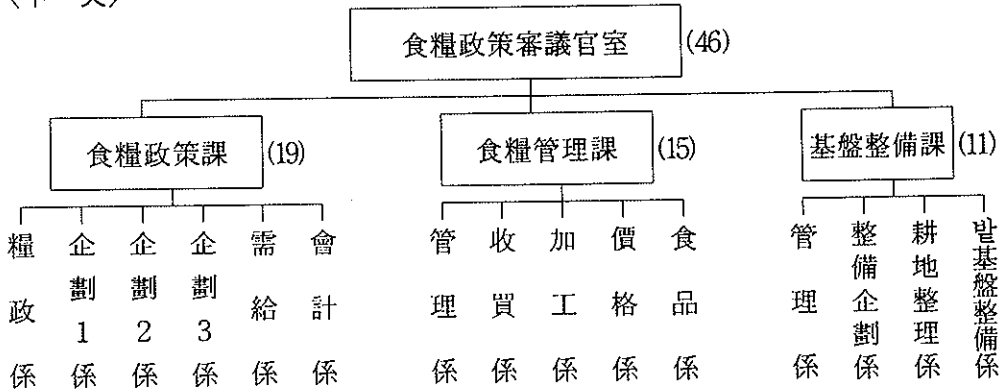 食糧政策審議官室 (46)
食糧政策課 (19)
食糧管理課 (15)
基盤整備課 (11)
糧政係
企劃1係
企劃2係
企劃3係
需給係
會計係
管理係
收買係
加工係
價格係
食品係
管理係
整備企劃係
耕地整理係
밭基盤整備係